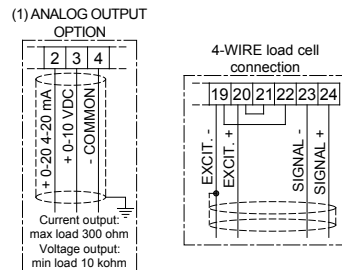 (1) ANALOG OUTPUT
OPTION
2 3 4
+ 0-20 4-20 mA
+ 0-10 VDC
- COMMON
Current output:
max load 300 ohm
Voltage output:
min load 10 kohm
4-WIRE load cell
connection
19 20 21 22 23 24
EXCIT. -
EXCIT. +
SIGNAL -
SIGNAL +